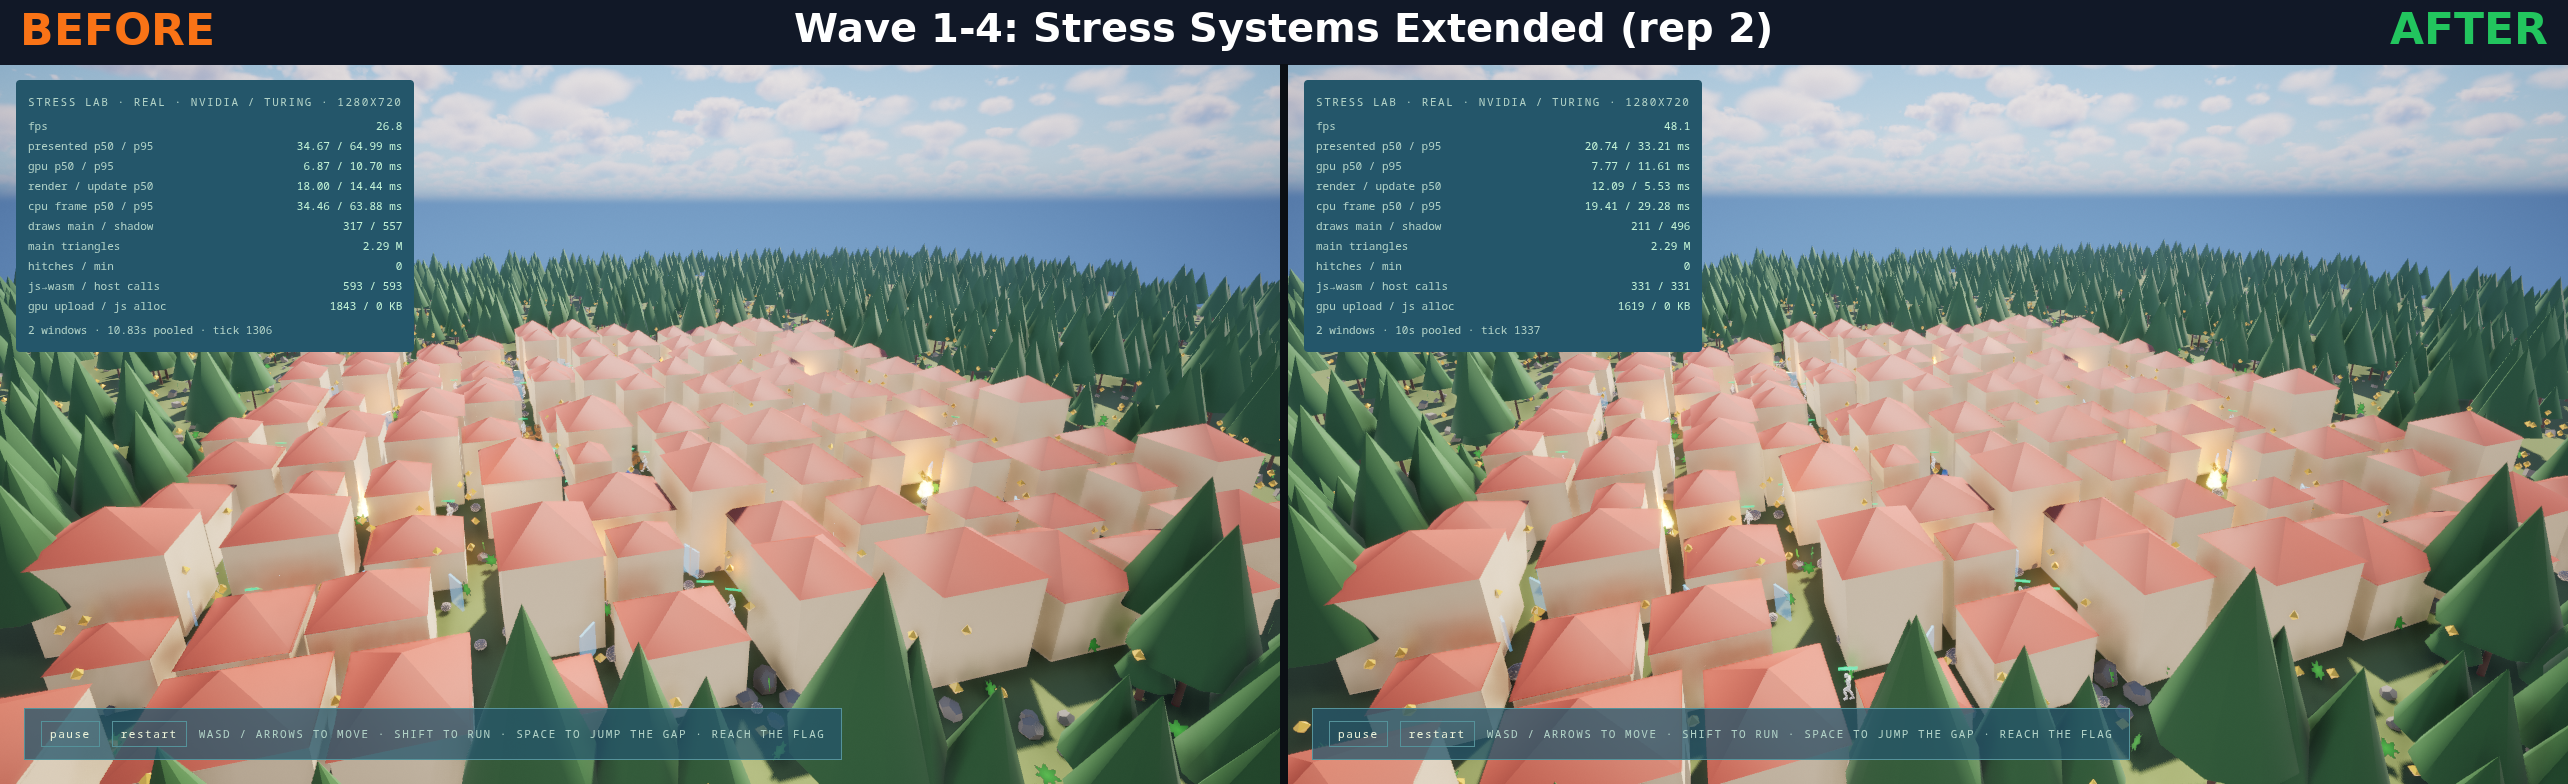 BEFORE
Wave 1-4: Stress Systems Extended (rep 2)
AFTER
STRESS LAB · REAL · NVIDIA / TURING · 1280X720
fps 26.8
presented p50 / p95 34.67 / 64.99 ms
gpu p50 / p95 6.87 / 10.70 ms
render / update p50 18.00 / 14.44 ms
cpu frame p50 / p95 34.46 / 63.88 ms
draws main / shadow 317 / 557
main triangles 2.29 M
hitches / min 0
js→wasm / host calls 593 / 593
gpu upload / js alloc 1843 / 0 KB
2 windows · 10.83s pooled · tick 1306
pause restart WASD / ARROWS TO MOVE · SHIFT TO RUN · SPACE TO JUMP THE GAP · REACH THE FLAG
STRESS LAB · REAL · NVIDIA / TURING · 1280X720
fps 48.1
presented p50 / p95 20.74 / 33.21 ms
gpu p50 / p95 7.77 / 11.61 ms
render / update p50 12.09 / 5.53 ms
cpu frame p50 / p95 19.41 / 29.28 ms
draws main / shadow 211 / 496
main triangles 2.29 M
hitches / min 0
js→wasm / host calls 331 / 331
gpu upload / js alloc 1619 / 0 KB
2 windows · 10s pooled · tick 1337
pause restart WASD / ARROWS TO MOVE · SHIFT TO RUN · SPACE TO JUMP THE GAP · REACH THE FLAG